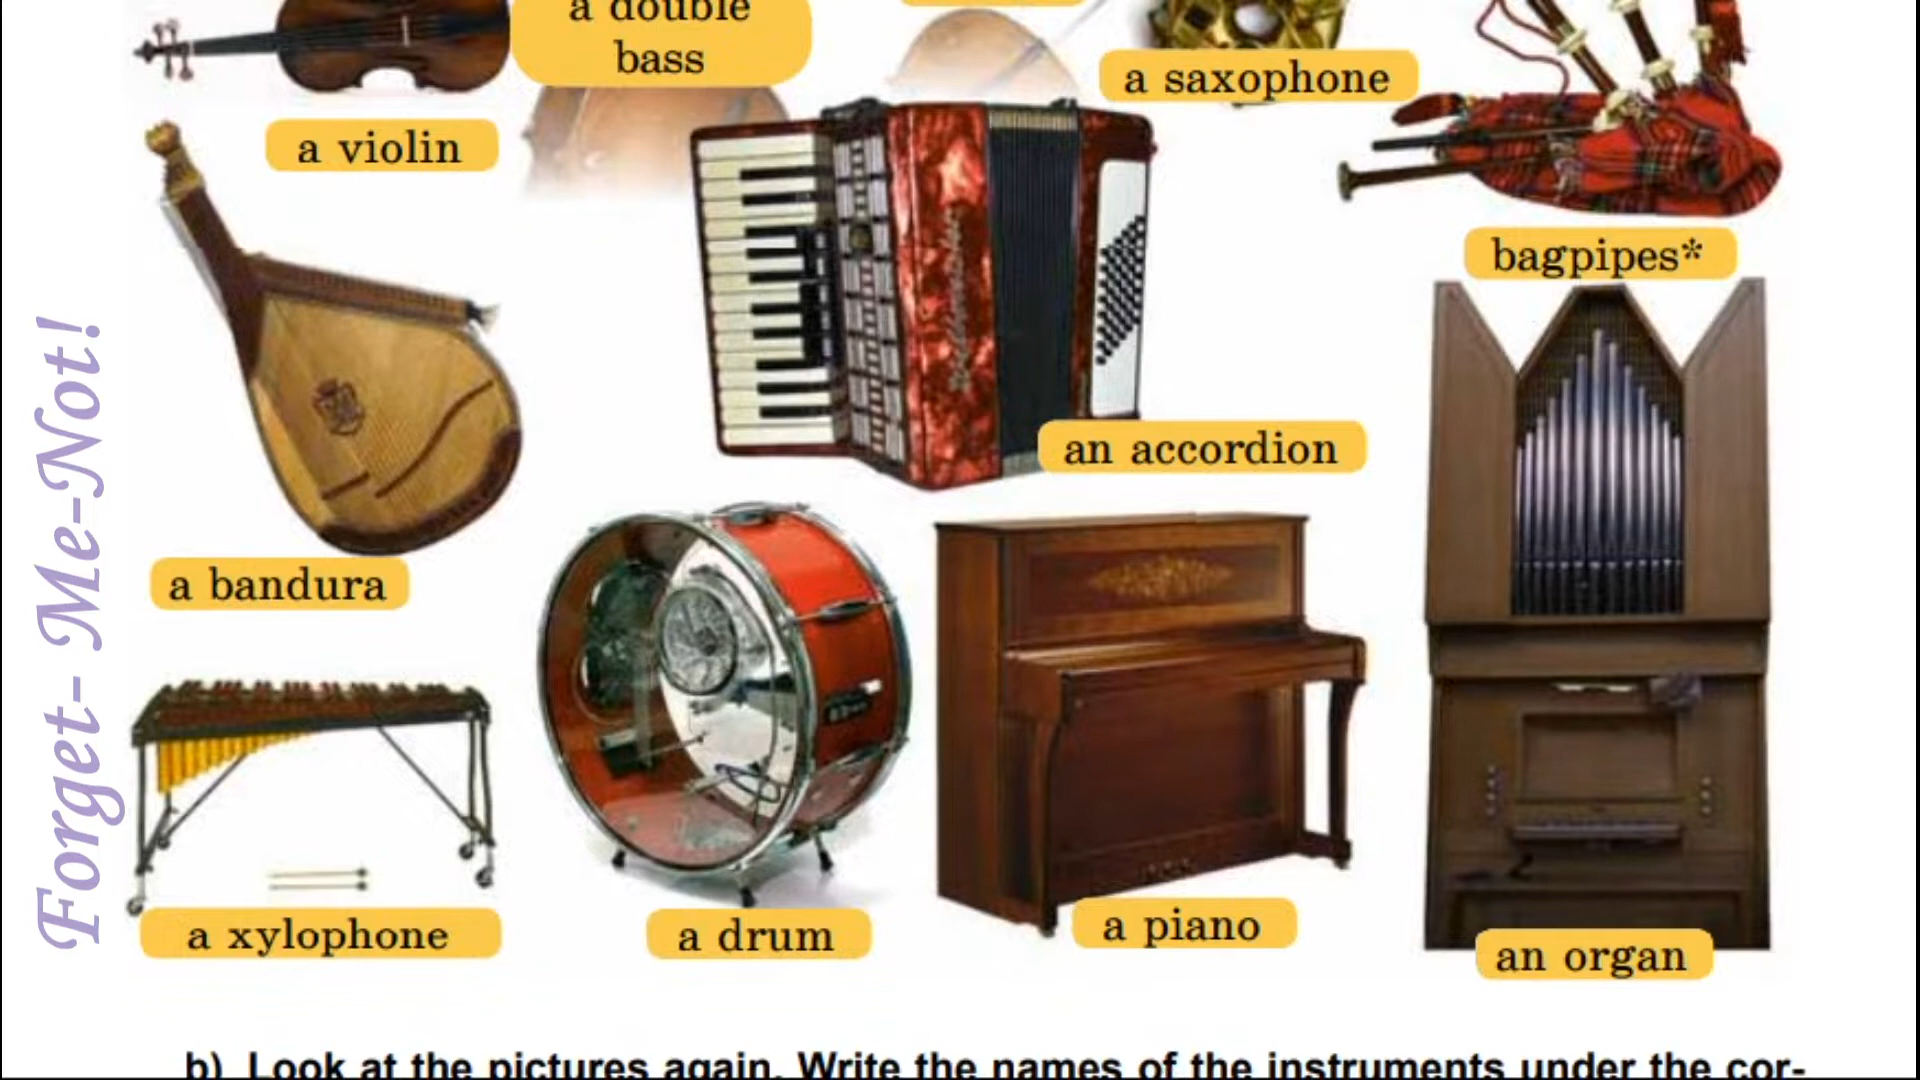 a double
bass
a saxophone
a violin
bagpipes*
an accordion
a bandura
a xylophone
a drum
a piano
an organ
Forget- Me-Not!
b) Look at the pictures again. Write the names of the instruments under the cor-